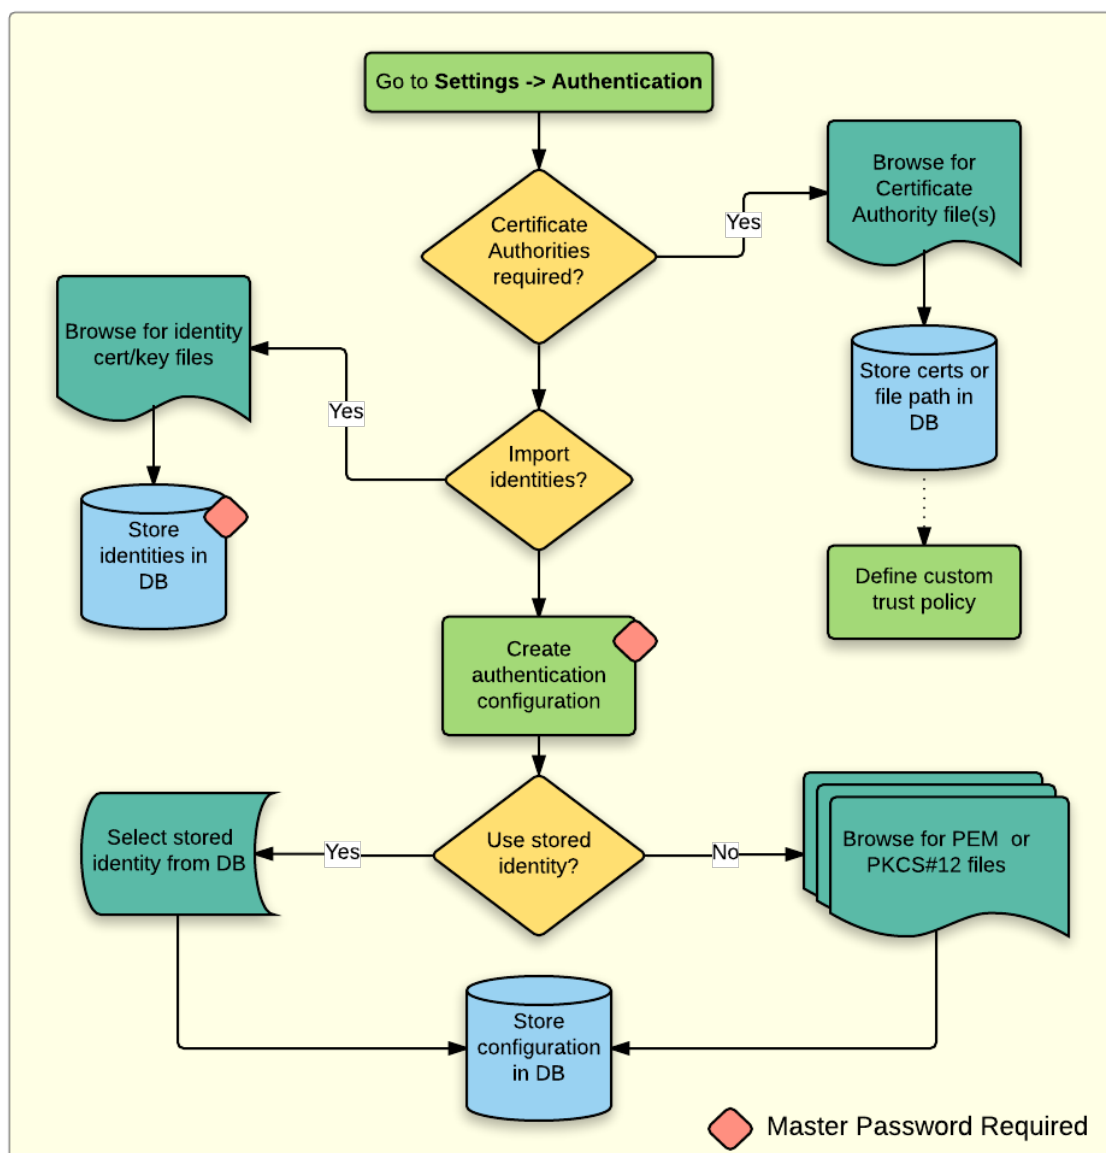 Go to Settings -> Authentication
Certificate
Authorities
required?
Yes
Browse for
Certificate
Authority file(s)
Store certs or
file path in
DB
Define custom
trust policy
Import
identities?
Yes
Browse for identity
cert/key files
Store
identities in
DB
Create
authentication
configuration
Use stored
identity?
Yes
Select stored
identity from DB
No
Browse for PEM or
PKCS#12 files
Store
configuration
in DB
Master Password Required